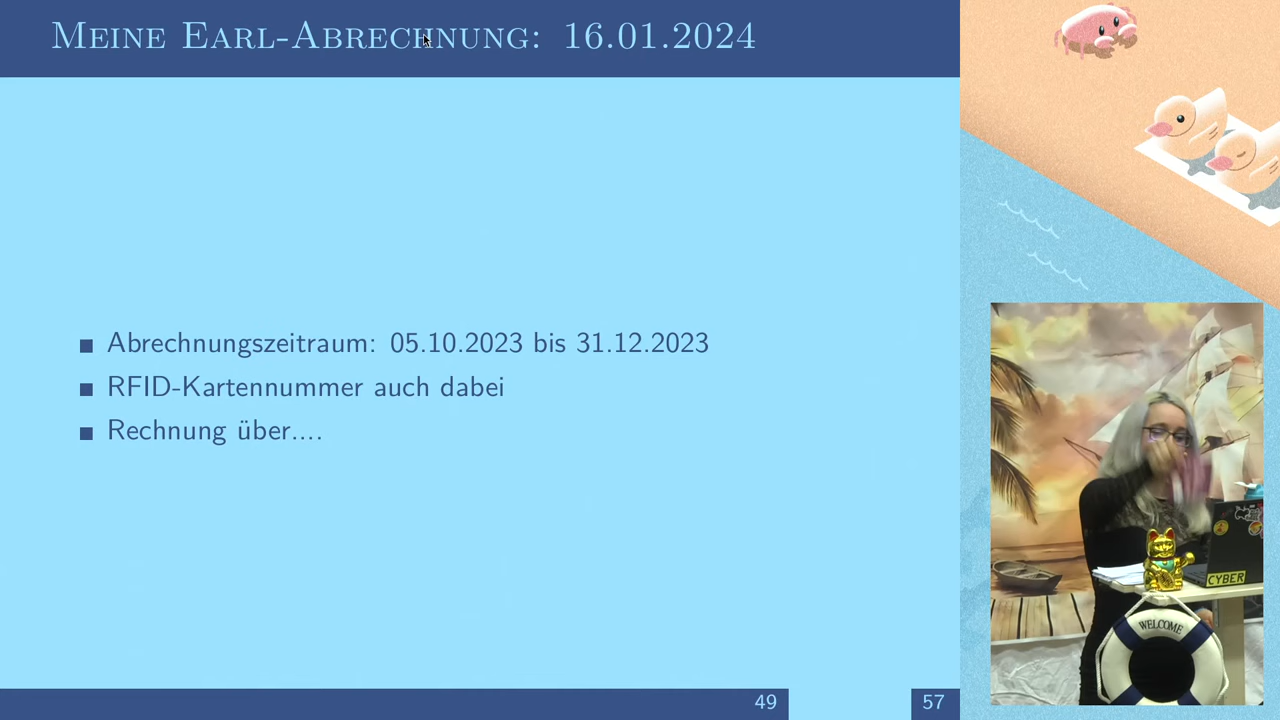 Meine Earl-Abrechnung: 16.01.2024
Abrechnungszeitraum: 05.10.2023 bis 31.12.2023
RFID-Kartennummer auch dabei
Rechnung über....
CYBER
WELCOME
49
57